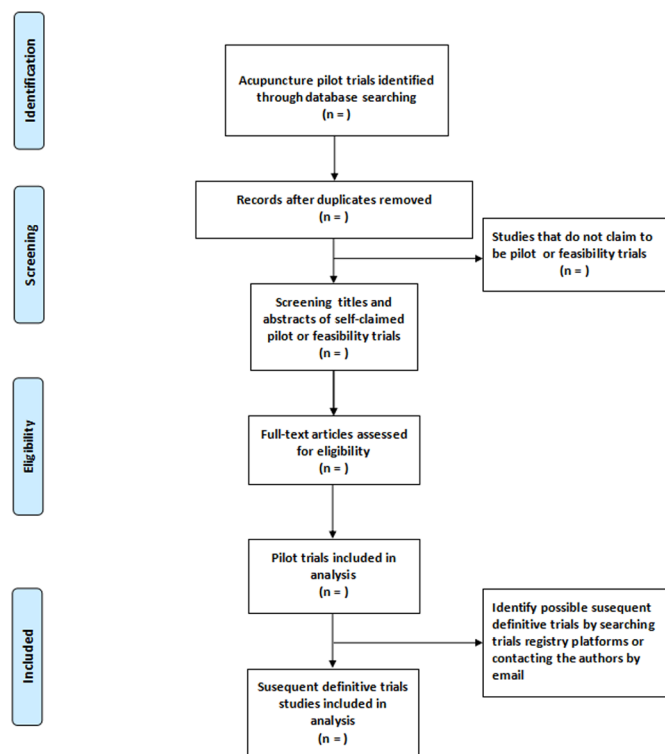 Identification
Acupuncture pilot trials identified
through database searching
(n = )
Screening
Records after duplicates removed
(n = )
Studies that do not claim to
be pilot or feasibility trials
(n = )
Screening titles and
abstracts of self-claimed
pilot or feasibility trials
(n = )
Eligibility
Full-text articles assessed
for eligibility
(n = )
Included
Pilot trials included in
analysis
(n = )
Identify possible susequent
definitive trials by searching
trials registry platforms or
contacting the authors by
email
Susequent definitive trials
studies included in
analysis
(n = )